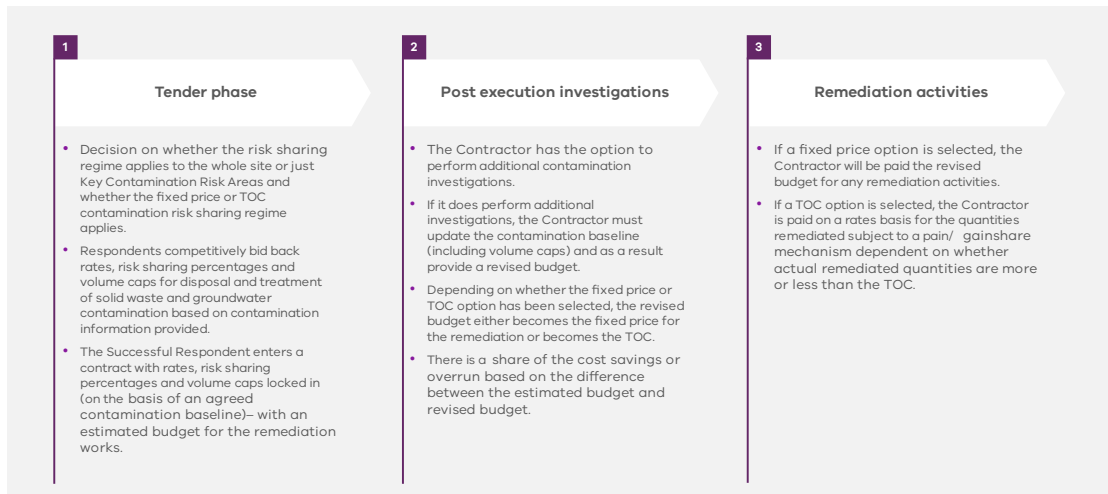 1
Tender phase
• Decision on whether the risk sharing
regime applies to the whole site or just
Key Contamination Risk Areas and
whether the fixed price or TOC
contamination risk sharing regime
applies.
• Respondents competitively bid back
rates, risk sharing percentages and
volume caps for disposal and treatment
of solid waste and groundwater
contamination based on contamination
information provided.
• The Successful Respondent enters a
contract with rates, risk sharing
percentages and volume caps locked in
(on the basis of an agreed
contamination baseline)– with an
estimated budget for the remediation
works.
2
Post execution investigations
• The Contractor has the option to
perform additional contamination
investigations.
• If it does perform additional
investigations, the Contractor must
update the contamination baseline
(including volume caps) and as a result
provide a revised budget.
• Depending on whether the fixed price or
TOC option has been selected, the revised
budget either becomes the fixed price for
the remediation or becomes the TOC.
• There is a share of the cost savings or
overrun based on the difference
between the estimated budget and
revised budget.
3
Remediation activities
• If a fixed price option is selected, the
Contractor will be paid the revised
budget for any remediation activities.
• If a TOC option is selected, the Contractor
is paid on a rates basis for the quantities
remediated subject to a pain/ gainshare
mechanism dependent on whether
actual remediated quantities are more
or less than the TOC.